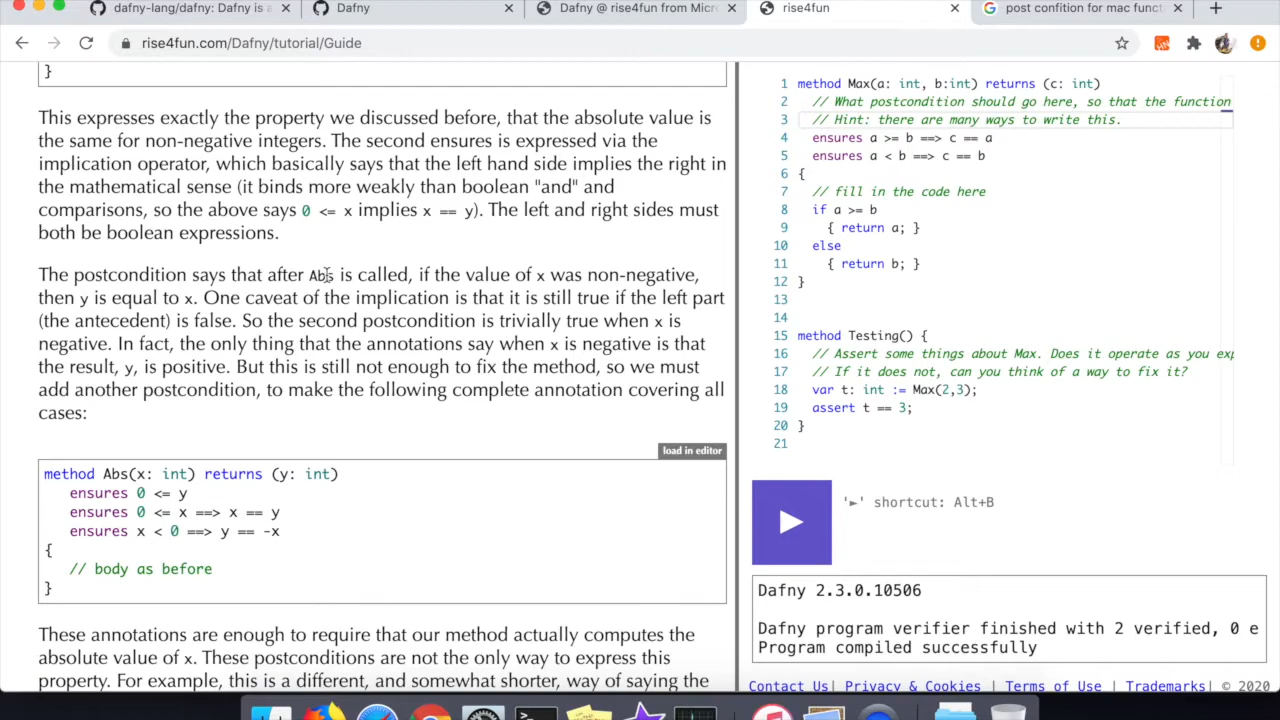 dafny-lang/dafny: Dafny is a
Dafny
Dafny @ rise4fun from Micro
rise4fun
post confition for mac funct
rise4fun.com/Dafny/tutorial/Guide
}
This expresses exactly the property we discussed before, that the absolute value is
the same for non-negative integers. The second ensures is expressed via the
implication operator, which basically says that the left hand side implies the right in
the mathematical sense (it binds more weakly than boolean "and" and
comparisons, so the above says 0 <= x implies x == y). The left and right sides must
both be boolean expressions.
The postcondition says that after Abs is called, if the value of x was non-negative,
then y is equal to x. One caveat of the implication is that it is still true if the left part
(the antecedent) is false. So the second postcondition is trivially true when x is
negative. In fact, the only thing that the annotations say when x is negative is that
the result, y, is positive. But this is still not enough to fix the method, so we must
add another postcondition, to make the following complete annotation covering all
cases:
load in editor
method Abs(x: int) returns (y: int)
ensures 0 <= y
ensures 0 <= x ==> x == y
ensures x < 0 ==> y == -x
{
// body as before
}
These annotations are enough to require that our method actually computes the
absolute value of x. These postconditions are not the only way to express this
property. For example, this is a different, and somewhat shorter, way of saying the
1 method Max(a: int, b:int) returns (c: int)
2 // What postcondition should go here, so that the function
3 // Hint: there are many ways to write this.
4 ensures a >= b ==> c == a
5 ensures a < b ==> c == b
6 {
7 // fill in the code here
8 if a >= b
9 { return a; }
10 else
11 { return b; }
12 }
13
14
15 method Testing() {
16 // Assert some things about Max. Does it operate as you exp
17 // If it does not, can you think of a way to fix it?
18 var t: int := Max(2,3);
19 assert t == 3;
20 }
21
'►' shortcut: Alt+B
Dafny 2.3.0.10506
Dafny program verifier finished with 2 verified, 0 e
Program compiled successfully
Contact Us| Privacy & Cookies | Terms of Use | Trademarks| © 2020